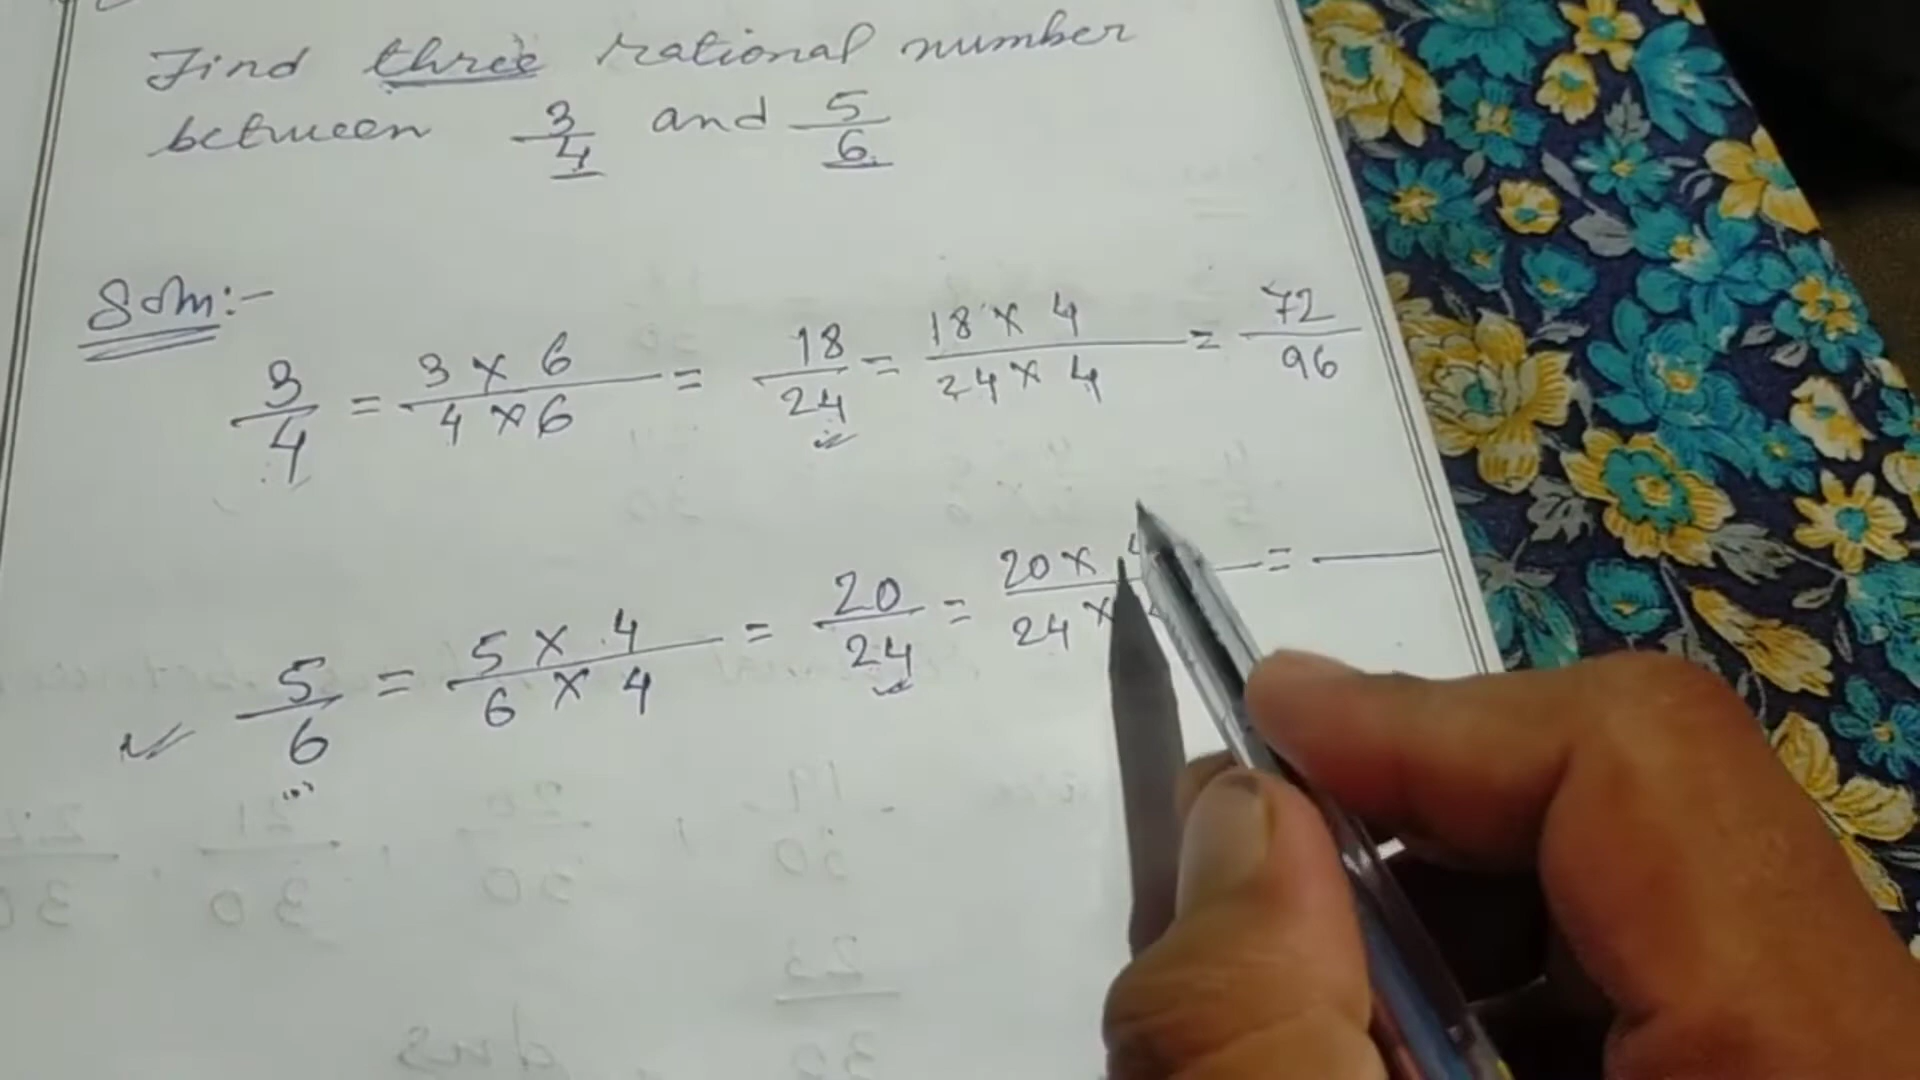 Find three rational number
between 3/4 and 5/6
Soln:-
3/4 = 3 x 6 / 4 x 6 = 18/24 = 18 x 4 / 24 x 4 = 72/96
5/6 = 5 x 4 / 6 x 4 = 20/24 = 20 x 4 / 24 x =